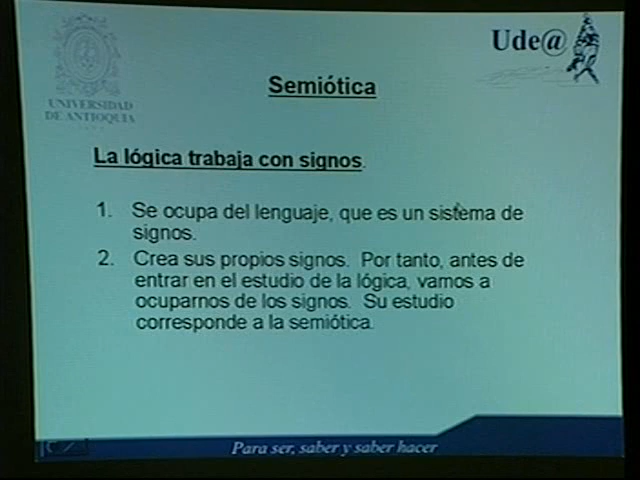 Ude@
UNIVERSIDAD
DE ANTIOQUIA
Semiótica
La lógica trabaja con signos.
1. Se ocupa del lenguaje, que es un sistema de
signos.
2. Crea sus propios signos. Por tanto, antes de
entrar en el estudio de la lógica, vamos a
ocuparnos de los signos. Su estudio
corresponde a la semiótica.
Para ser, saber y saber hacer